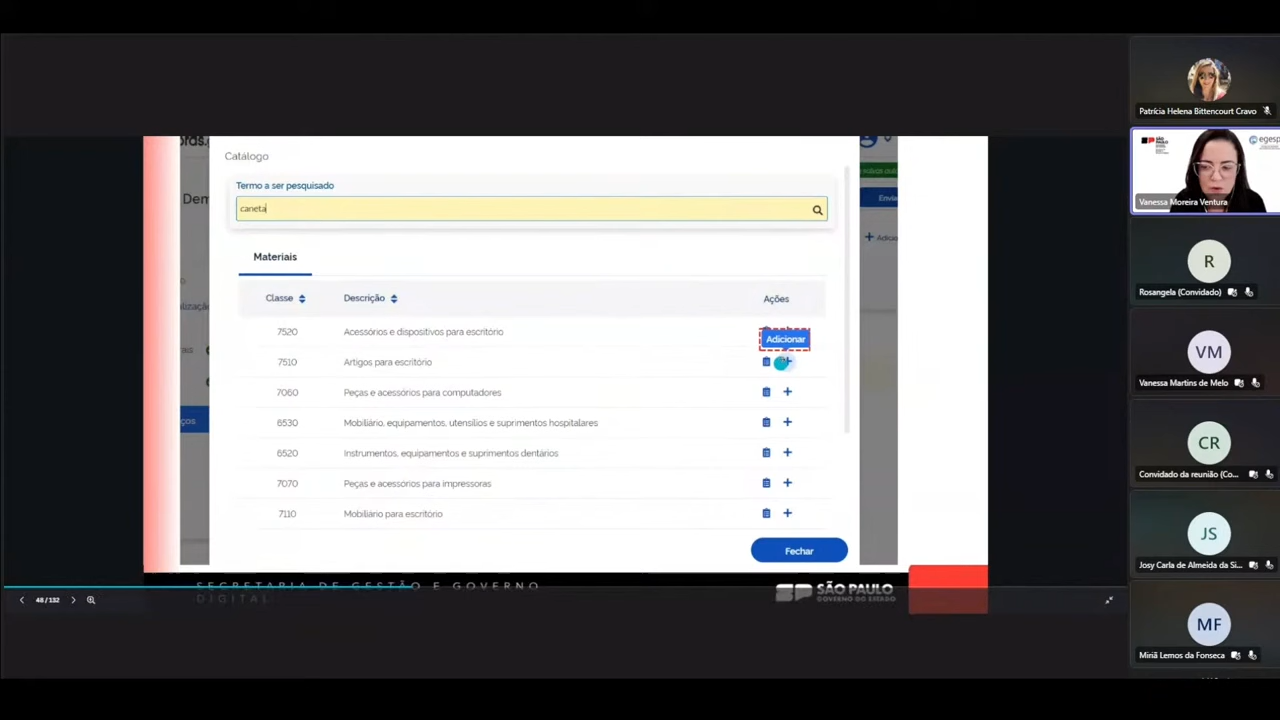 Catálogo
Termo a ser pesquisado
caneta
Materiais
Classe
Descrição
Ações
7520
Acessórios e dispositivos para escritório
Adicionar
7510
Artigos para escritório
7060
Peças e acessórios para computadores
6530
Mobiliário, equipamentos, utensílios e suprimentos hospitalares
6520
Instrumentos, equipamentos e suprimentos dentários
7070
Peças e acessórios para impressoras
7110
Mobiliário para escritório
Fechar
SECRETARIA DE GESTÃO E GOVERNO
DIGITAL
SÃO PAULO
GOVERNO DO ESTADO
48/132
Patrícia Helena Bittencourt Cravo
SÃO PAULO
egesp
Vanessa Moreira Ventura
R
Rosangela (Convidado)
VM
Vanessa Martins de Melo
CR
Convidado da reunião (Co...
JS
Josy Carla de Almeida da Si...
MF
Miriã Lemos da Fonseca